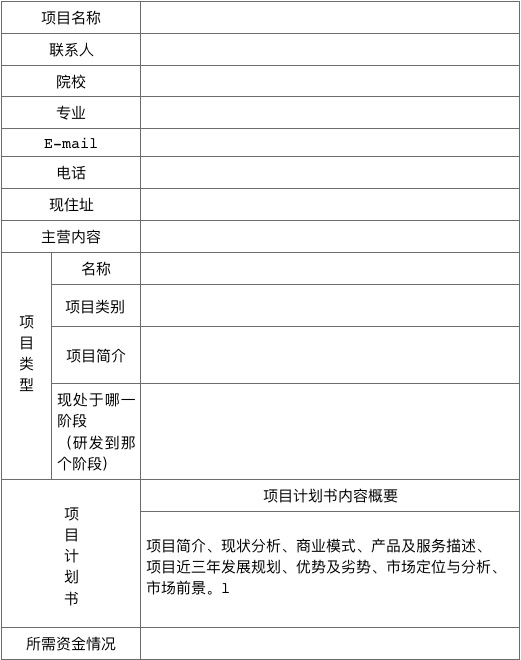 项目名称
联系人
院校
专业
E-mail
电话
现住址
主营内容
项
目
类
型
名称
项目类别
项目简介
现处于哪一
阶段
（研发到那
个阶段）
项
目
计
划
书
项目计划书内容概要
项目简介、现状分析、商业模式、产品及服务描述、
项目近三年发展规划、优势及劣势、市场定位与分析、
市场前景。l
所需资金情况